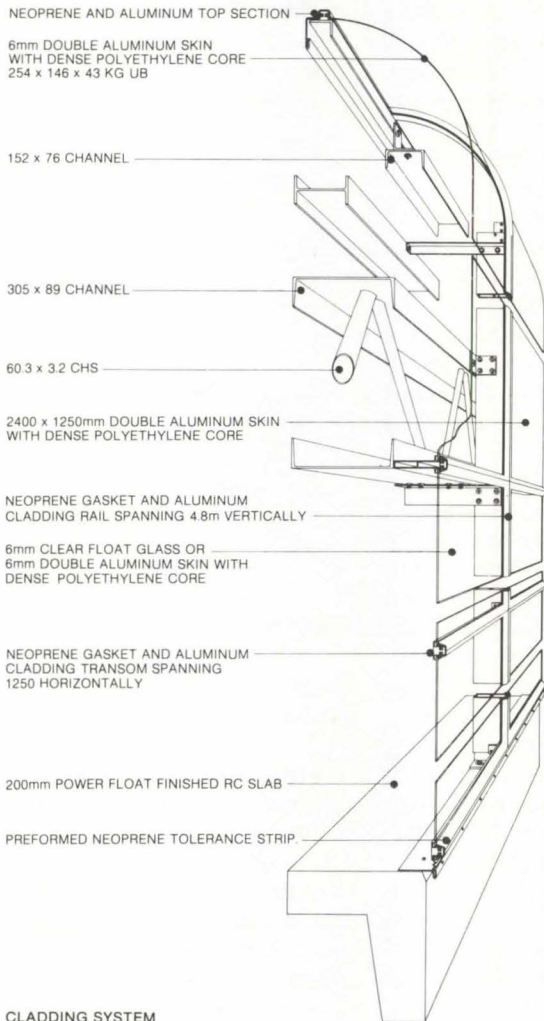 NEOPRENE AND ALUMINUM TOP SECTION
6mm DOUBLE ALUMINUM SKIN
WITH DENSE POLYETHYLENE CORE
254 x 146 x 43 KG UB
152 x 76 CHANNEL
305 x 89 CHANNEL
60.3 x 3.2 CHS
2400 x 1250mm DOUBLE ALUMINUM SKIN
WITH DENSE POLYETHYLENE CORE
NEOPRENE GASKET AND ALUMINUM
CLADDING RAIL SPANNING 4.8m VERTICALLY
6mm CLEAR FLOAT GLASS OR
6mm DOUBLE ALUMINUM SKIN WITH
DENSE POLYETHYLENE CORE
NEOPRENE GASKET AND ALUMINUM
CLADDING TRANSOM SPANNING
1250 HORIZONTALLY
200mm POWER FLOAT FINISHED RC SLAB
PREFORMED NEOPRENE TOLERANCE STRIP.
CLADDING SYSTEM